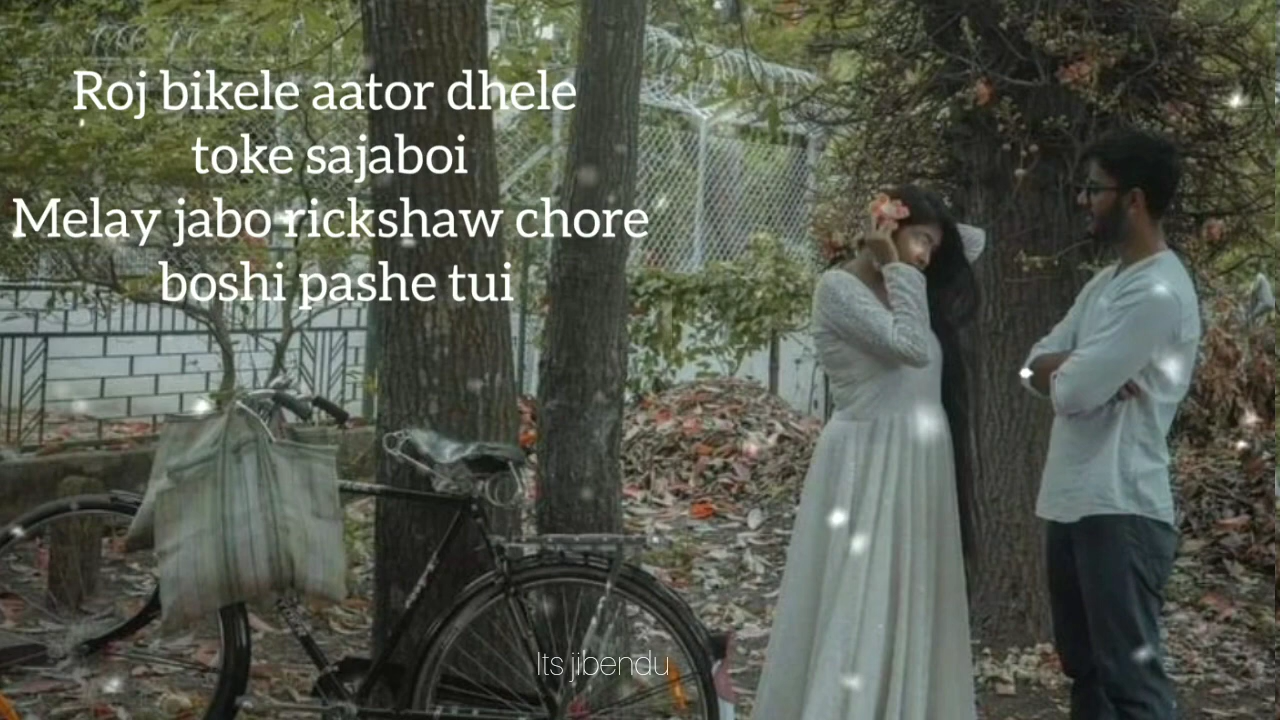 Roj bikele aator dhele
toke sajaboi
Melay jabo rickshaw chore
boshi pashe tui
Its jibendu